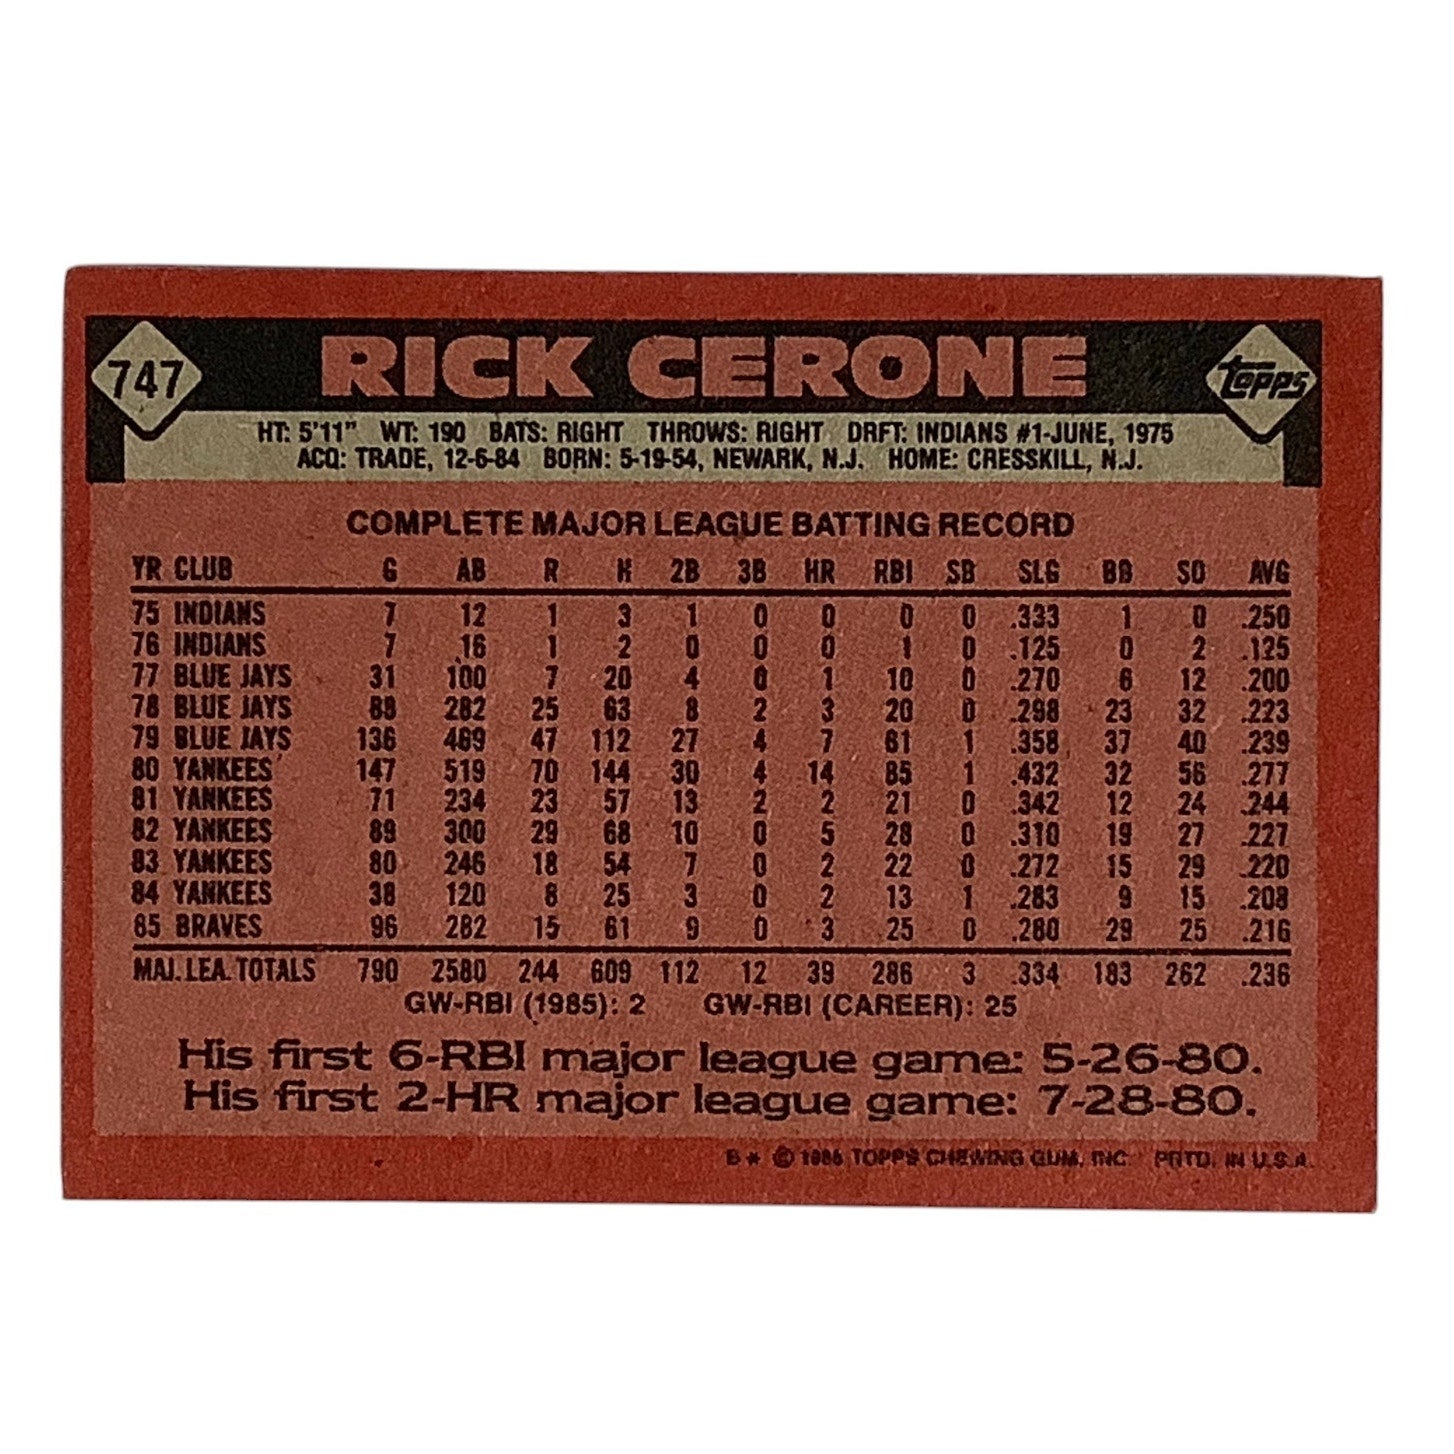 747 RICK CERONE topps
HT: 5'11" WT: 190 BATS: RIGHT THROWS: RIGHT DRFT: INDIANS #1-JUNE, 1975
ACQ: TRADE, 12-6-84 BORN: 5-19-54, NEWARK, N.J. HOME: CRESSKILL, N.J.
COMPLETE MAJOR LEAGUE BATTING RECORD
YR CLUB G AB R H 2B 3B HR RBI SB SLG BB SO AVG
75 INDIANS 7 12 1 3 1 0 0 0 0 .333 1 0 .250
76 INDIANS 7 16 1 2 0 0 0 1 0 .125 0 2 .125
77 BLUE JAYS 31 100 7 20 4 0 1 10 0 .270 6 12 .200
78 BLUE JAYS 88 282 25 63 8 2 3 20 0 .298 23 32 .223
79 BLUE JAYS 136 469 47 112 27 4 7 61 1 .358 37 40 .239
80 YANKEES 147 519 70 144 30 4 14 85 1 .432 32 56 .277
81 YANKEES 71 234 23 57 13 2 2 21 0 .342 12 24 .244
82 YANKEES 89 300 29 68 10 0 5 28 0 .310 19 27 .227
83 YANKEES 80 246 18 54 7 0 2 22 0 .272 15 29 .220
84 YANKEES 38 120 8 25 3 0 2 13 1 .283 9 15 .208
85 BRAVES 96 282 15 61 9 0 3 25 0 .280 29 25 .216
MAJ. LEA. TOTALS 790 2580 244 609 112 12 39 286 3 .334 183 262 .236
GW-RBI (1985): 2 GW-RBI (CAREER): 25
His first 6-RBI major league game: 5-26-80.
His first 2-HR major league game: 7-28-80.
B * © 1986 TOPPS CHEWING GUM, INC. PRTD. IN U.S.A.